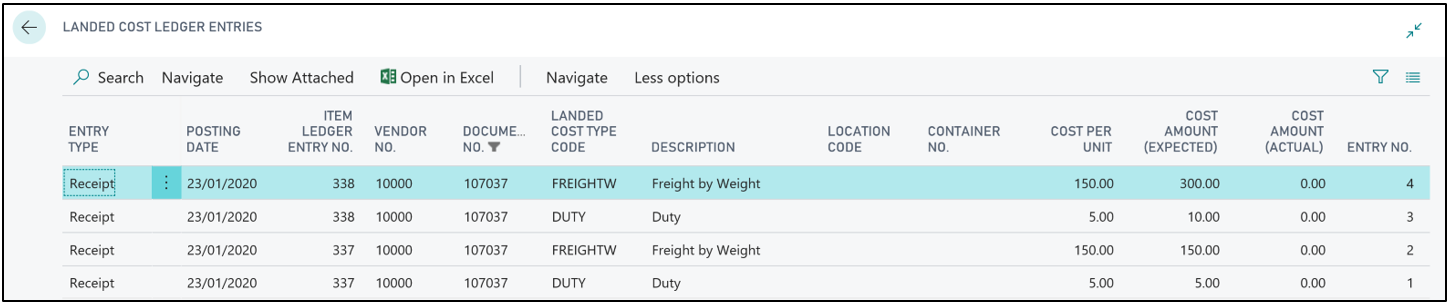 LANDED COST LEDGER ENTRIES
Search Navigate Show Attached Open in Excel Navigate Less options
ENTRY TYPE POSTING DATE ITEM LEDGER ENTRY NO. VENDOR NO. DOCUME... NO. LANDED COST TYPE CODE DESCRIPTION LOCATION CODE CONTAINER NO. COST PER UNIT COST AMOUNT (EXPECTED) COST AMOUNT (ACTUAL) ENTRY NO.
Receipt 23/01/2020 338 10000 107037 FREIGHTW Freight by Weight 150.00 300.00 0.00 4
Receipt 23/01/2020 338 10000 107037 DUTY Duty 5.00 10.00 0.00 3
Receipt 23/01/2020 337 10000 107037 FREIGHTW Freight by Weight 150.00 150.00 0.00 2
Receipt 23/01/2020 337 10000 107037 DUTY Duty 5.00 5.00 0.00 1